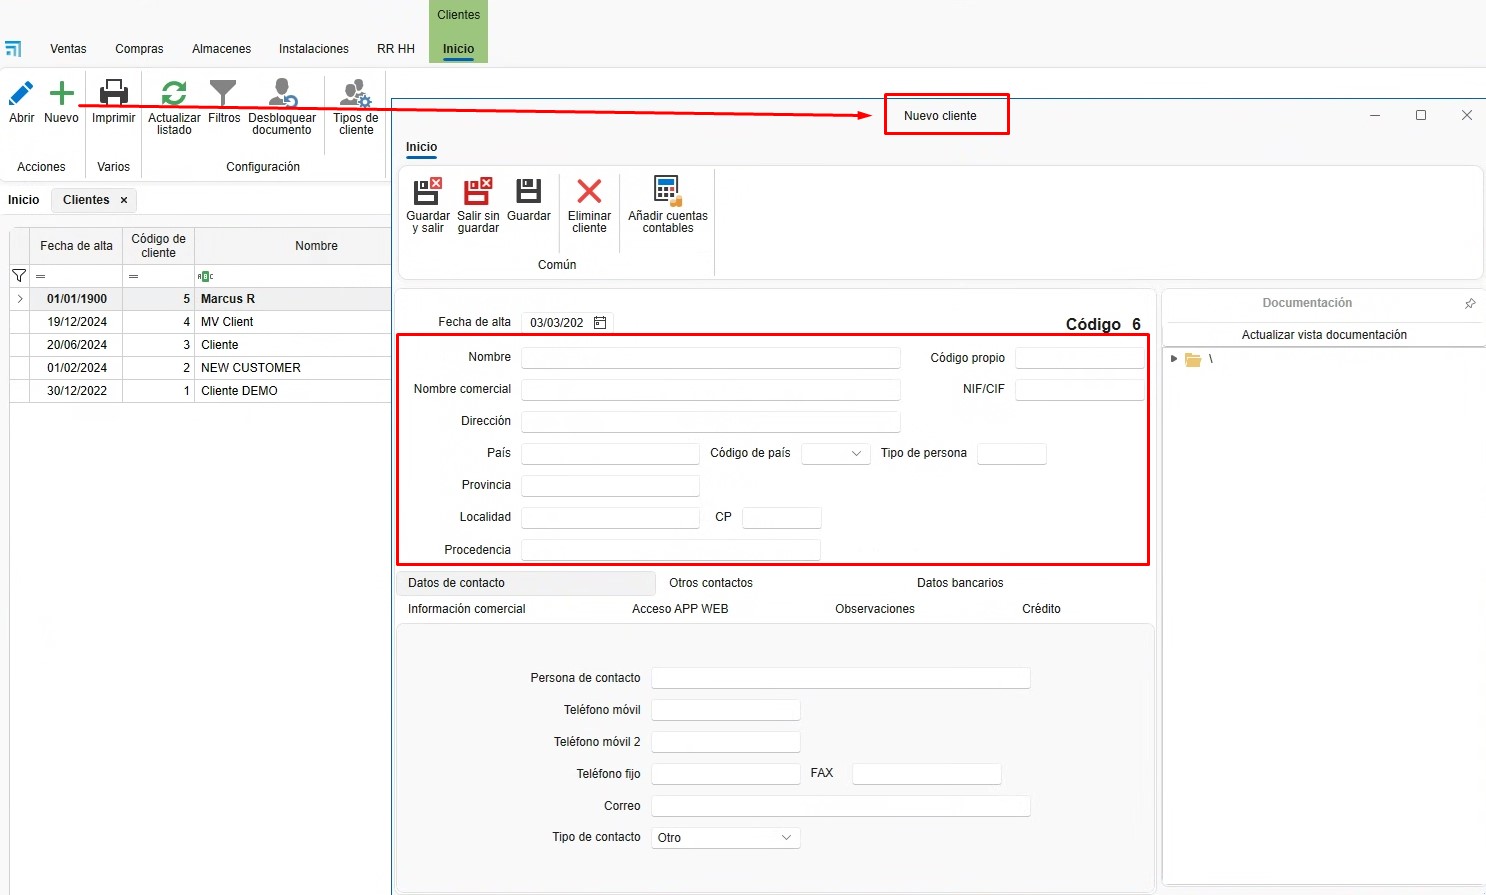 Clientes
Ventas Compras Almacenes Instalaciones RR HH Inicio
Abrir Nuevo Imprimir Actualizar listado Filtros Desbloquear documento Tipos de cliente
Acciones Varios Configuración
Nuevo cliente
Inicio
Guardar y salir Salir sin guardar Guardar Eliminar cliente Añadir cuentas contables
Común
Inicio Clientes ×
Fecha de alta Código de cliente Nombre
= = ABC
01/01/1900 5 Marcus R
19/12/2024 4 MV Client
20/06/2024 3 Cliente
01/02/2024 2 NEW CUSTOMER
30/12/2022 1 Cliente DEMO
Fecha de alta 03/03/202 Código 6
Nombre Código propio
Nombre comercial NIF/CIF
Dirección
País Código de país Tipo de persona
Provincia
Localidad CP
Procedencia
Datos de contacto Otros contactos Datos bancarios
Información comercial Acceso APP WEB Observaciones Crédito
Persona de contacto
Teléfono móvil
Teléfono móvil 2
Teléfono fijo FAX
Correo
Tipo de contacto Otro
Documentación
Actualizar vista documentación
\